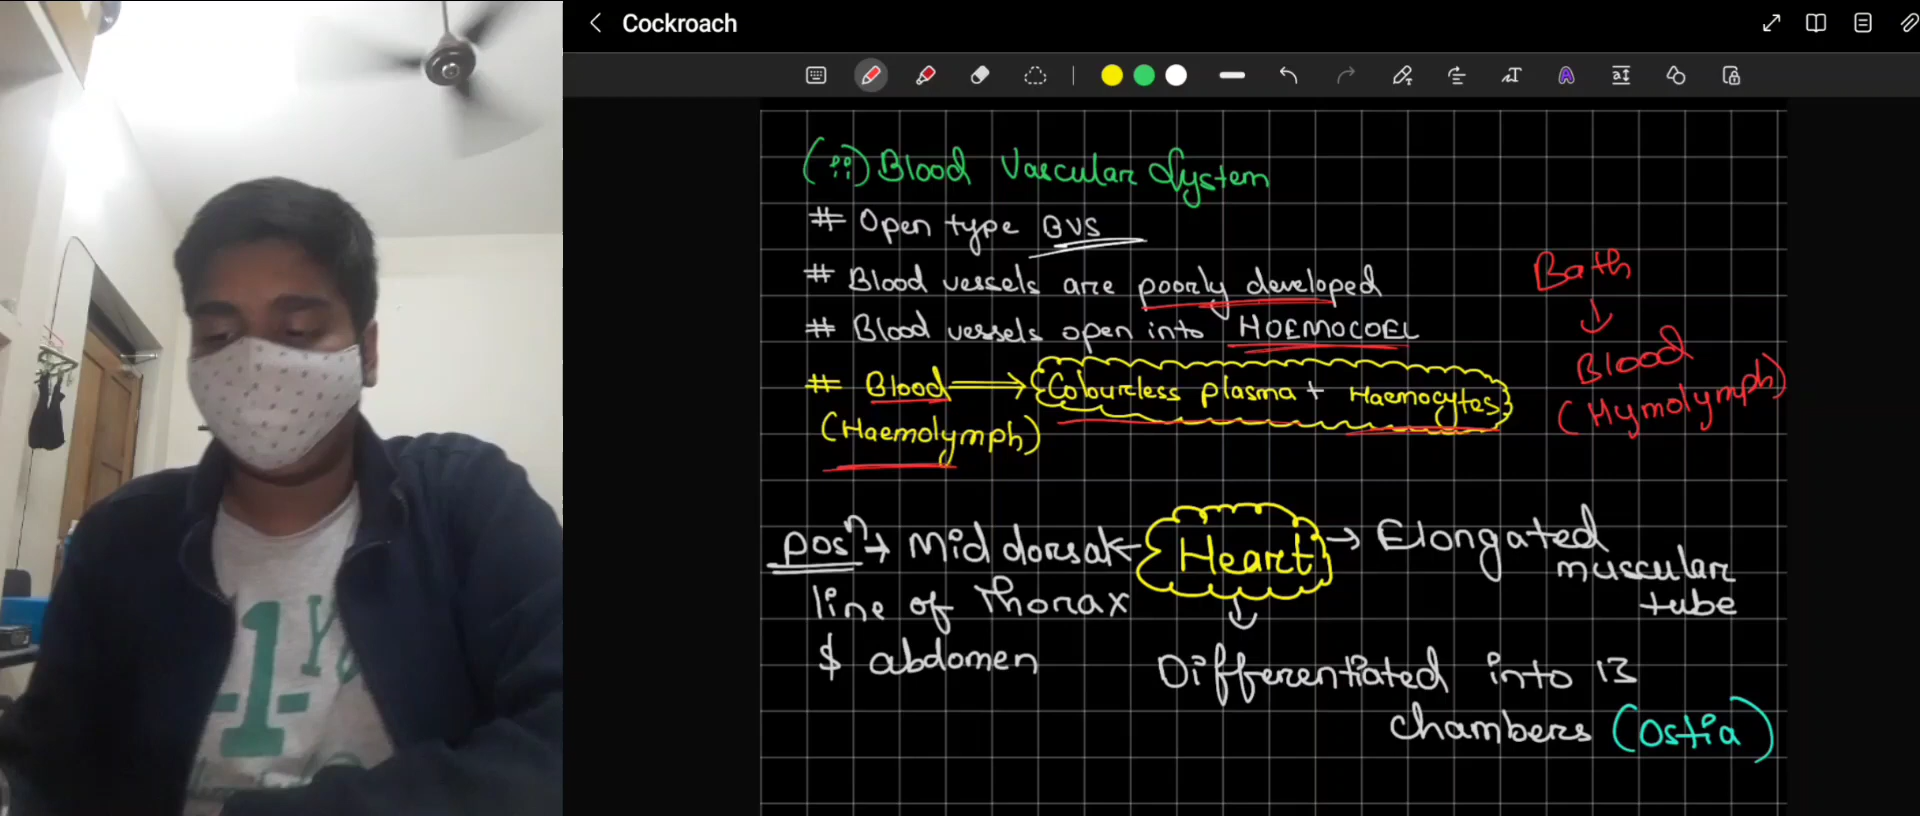 Cockroach
(ii) Blood Vascular System
# Open type BVS
# Blood vessels are poorly developed
# Blood vessels open into HOEMOCOEL
# Blood ⟹ Colourless plasma + Haemocytes
(Haemolymph)
Bath
↓
Blood
(Hymolymph)
posn → Mid dorsal ← Heart → Elongated
muscular
tube
line of Thorax
$ abdomen
↓
Differentiated into 13
chambers (Ostia)
1